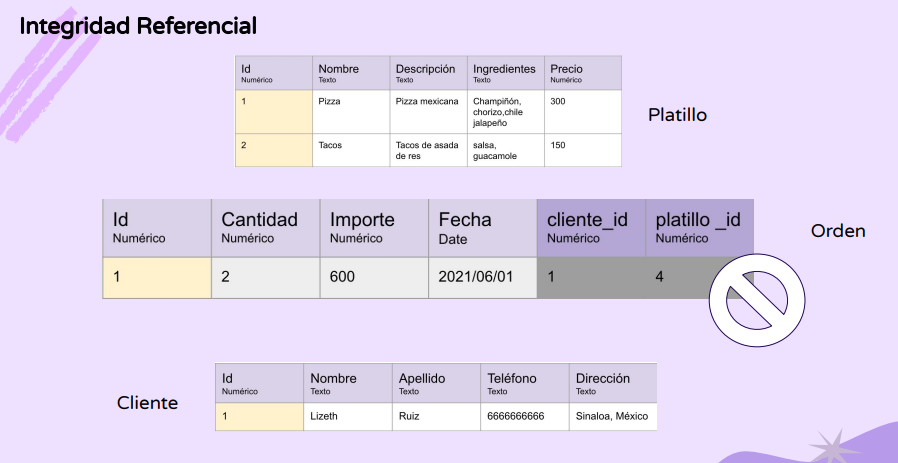 Integridad Referencial
Id Nombre Descripción Ingredientes Precio
Numérico Texto Texto Texto Numérico
1 Pizza Pizza mexicana Champiñón, 300
chorizo,chile
jalapeño
Platillo
2 Tacos Tacos de asada salsa, 150
de res guacamole
Id Cantidad Importe Fecha cliente_id platillo _id
Numérico Numérico Numérico Date Numérico Numérico
Orden
1 2 600 2021/06/01 1 4
Id Nombre Apellido Teléfono Dirección
Numérico Texto Texto Texto Texto
Cliente
1 Lizeth Ruiz 6666666666 Sinaloa, México